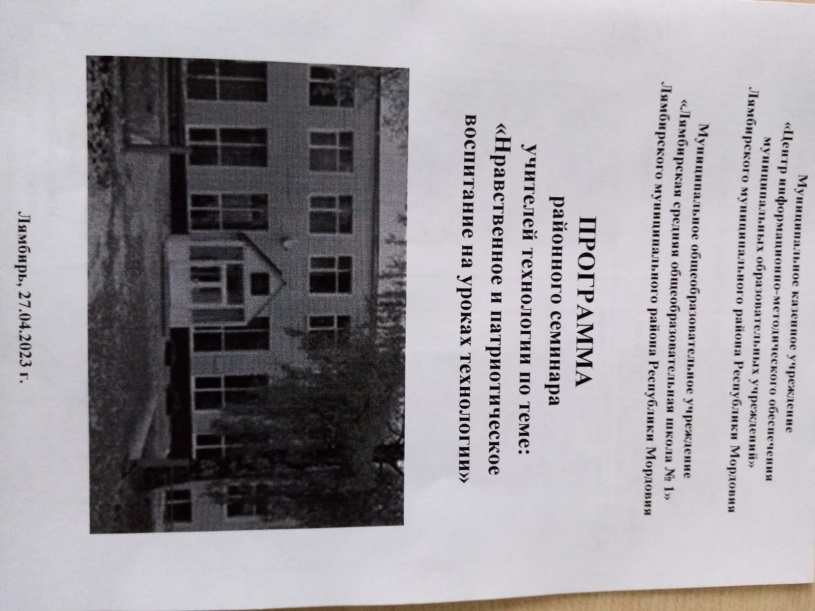 Муниципальное казенное учреждение
«Центр информационно-методического обеспечения
муниципальных образовательных учреждений»
Лямбирского муниципального района Республики Мордовия
Муниципальное общеобразовательное учреждение
«Лямбирская средняя общеобразовательная школа № 1»
Лямбирского муниципального района Республики Мордовия
ПРОГРАММА
районного семинара
учителей технологии по теме:
«Нравственное и патриотическое
воспитание на уроках технологии»
Лямбирь, 27.04.2023 г.